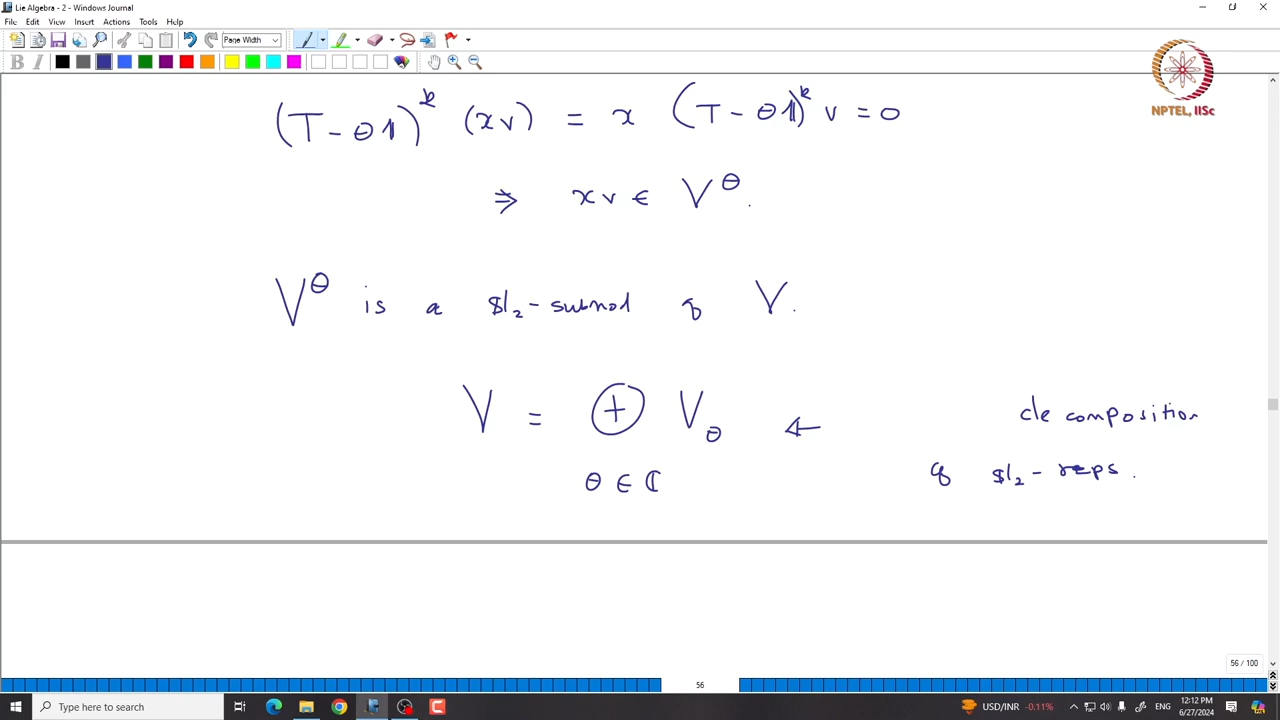 Lie Algebra - 2 - Windows Journal
File Edit View Insert Actions Tools Help
Page Width
B I
NPTEL, IISc
(T - θ1)^k (xv) = x (T - θ1)^k v = 0
⇒ xv ∈ V^θ.
V^θ is a sl₂-submod of V.
V = ⊕ V_θ ← decomposition
θ ∈ ℂ of sl₂-reps.
56 / 100
56
Type here to search
USD/INR -0.11%
ENG
12:12 PM
6/27/2024